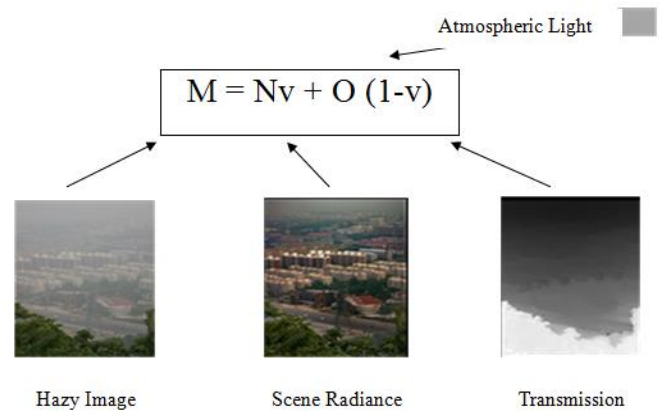 Atmospheric Light
M = Nv + O (1-v)
Hazy Image
Scene Radiance
Transmission